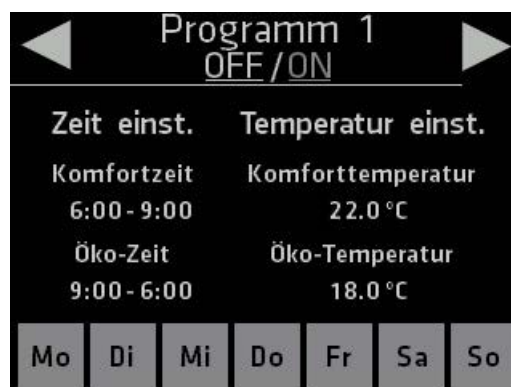 Programm 1
OFF / ON
Zeit einst. Temperatur einst.
Komfortzeit Komforttemperatur
6:00 - 9:00 22.0 °C
Öko-Zeit Öko-Temperatur
9:00 - 6:00 18.0 °C
Mo Di Mi Do Fr Sa So